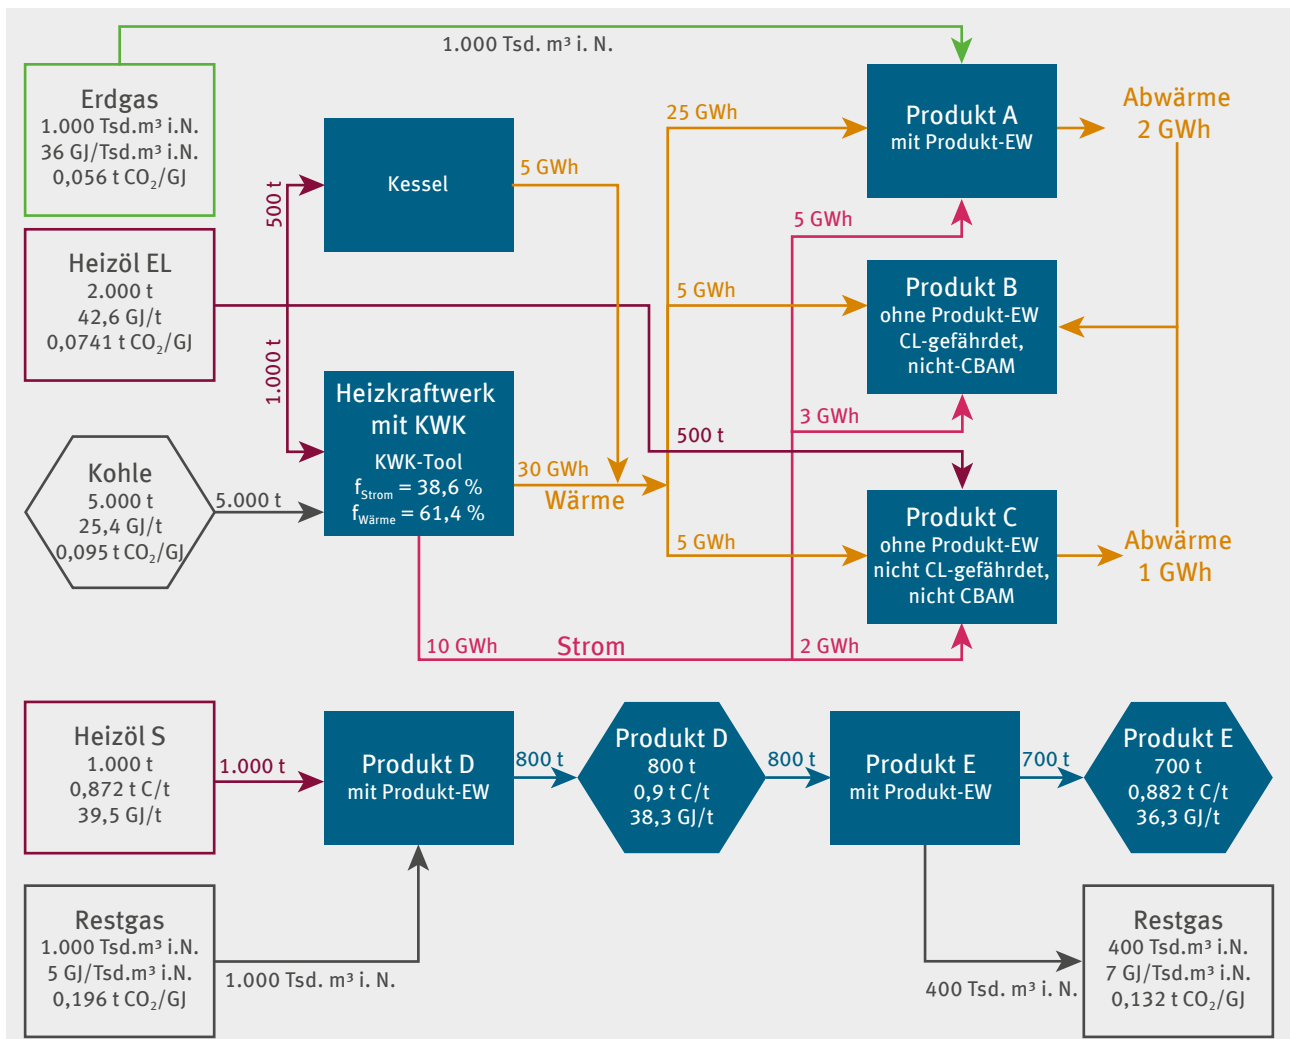 1.000 Tsd. m³ i. N.
Erdgas
1.000 Tsd.m³ i.N.
36 GJ/Tsd.m³ i.N.
0,056 t CO₂/GJ
Heizöl EL
2.000 t
42,6 GJ/t
0,0741 t CO₂/GJ
Kohle
5.000 t
25,4 GJ/t
0,095 t CO₂/GJ
500 t
1.000 t
5.000 t
Kessel
5 GWh
Heizkraftwerk
mit KWK
KWK-Tool
f_Strom = 38,6 %
f_Wärme = 61,4 %
30 GWh
Wärme
10 GWh
Strom
25 GWh
5 GWh
5 GWh
3 GWh
500 t
5 GWh
2 GWh
5 GWh
Produkt A
mit Produkt-EW
Abwärme
2 GWh
Produkt B
ohne Produkt-EW
CL-gefährdet,
nicht-CBAM
Produkt C
ohne Produkt-EW
nicht CL-gefährdet,
nicht CBAM
Abwärme
1 GWh
Heizöl S
1.000 t
0,872 t C/t
39,5 GJ/t
1.000 t
Produkt D
mit Produkt-EW
800 t
Produkt D
800 t
0,9 t C/t
38,3 GJ/t
800 t
Produkt E
mit Produkt-EW
700 t
Produkt E
700 t
0,882 t C/t
36,3 GJ/t
Restgas
1.000 Tsd.m³ i.N.
5 GJ/Tsd.m³ i.N.
0,196 t CO₂/GJ
1.000 Tsd. m³ i. N.
400 Tsd. m³ i. N.
Restgas
400 Tsd.m³ i.N.
7 GJ/Tsd.m³ i.N.
0,132 t CO₂/GJ